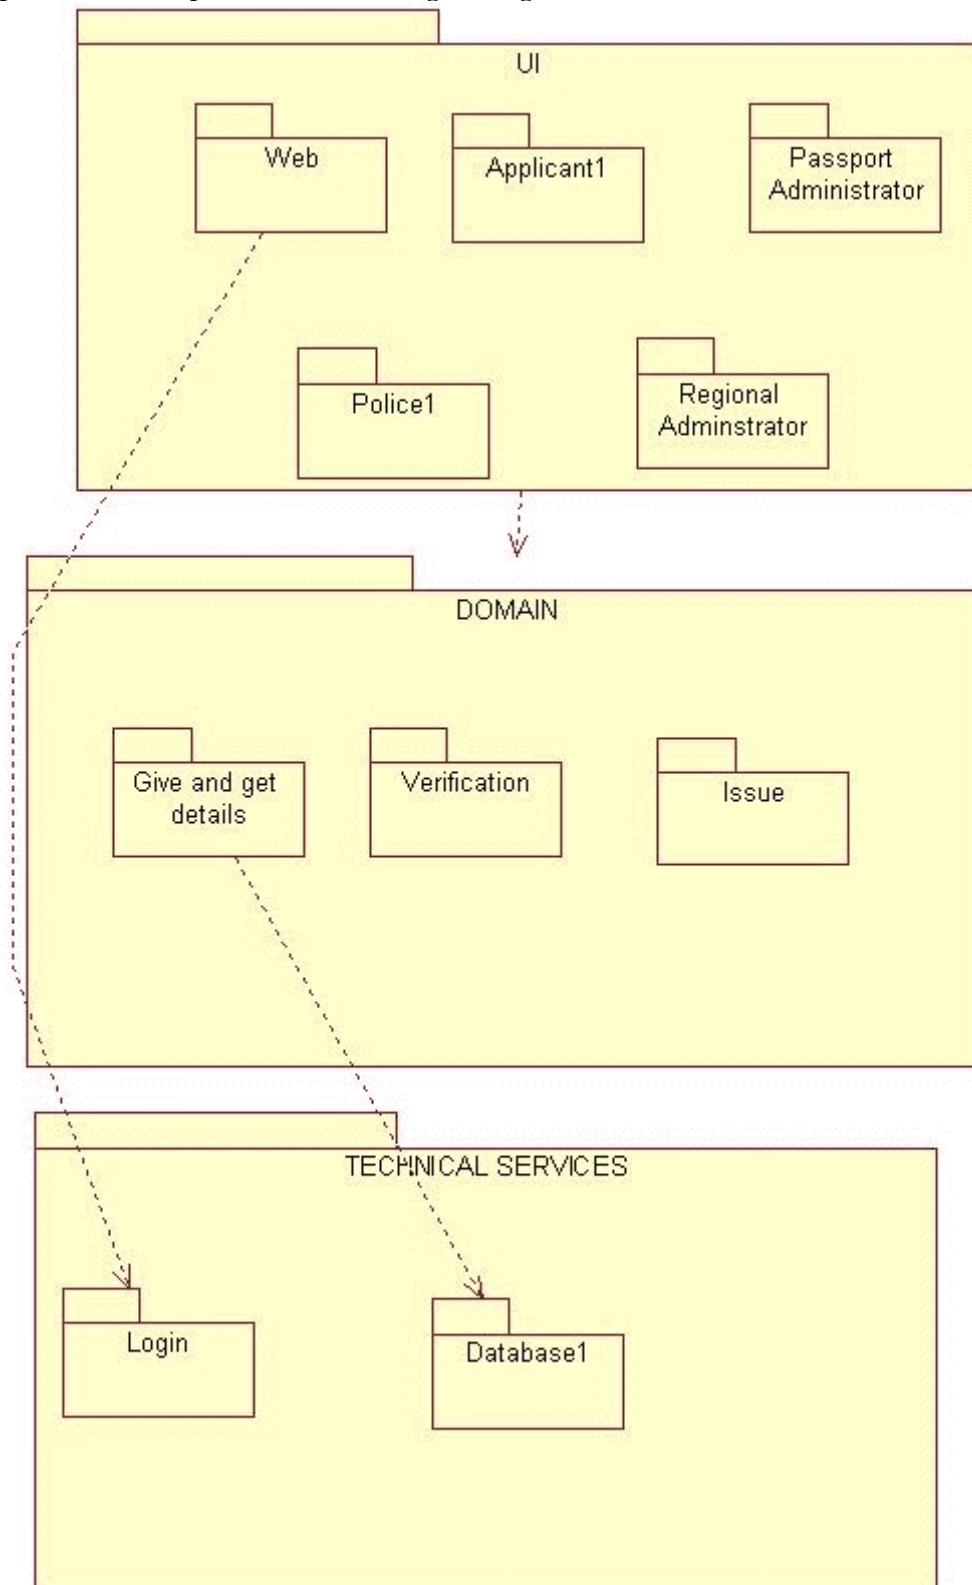 UI
Web
Applicant1
Passport
Administrator
Police1
Regional
Adminstrator
DOMAIN
Give and get
details
Verification
Issue
TECHNICAL SERVICES
Login
Database1